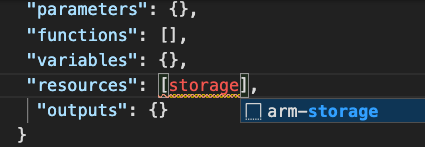 "parameters": {},
"functions": [],
"variables": {},
"resources": [storage],
"outputs": {}
arm-storage
}